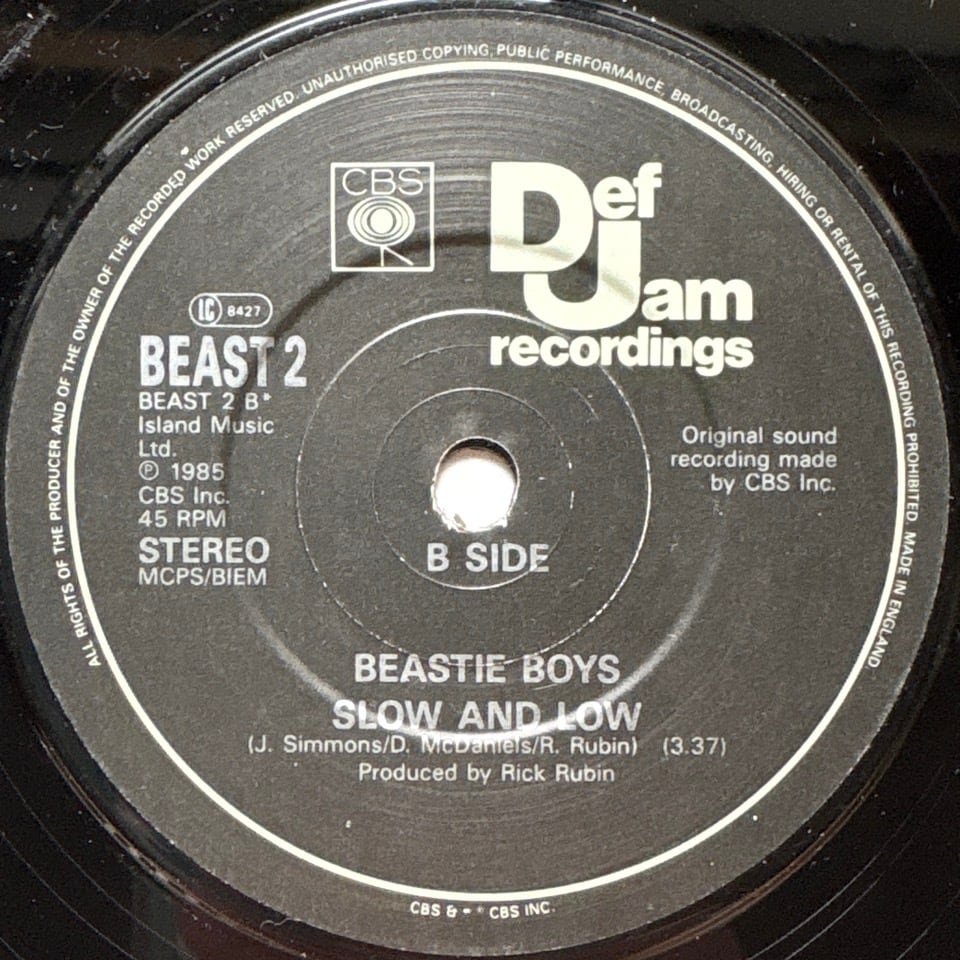 ALL RIGHTS OF THE PRODUCER AND OF THE OWNER OF THE RECORDED WORK RESERVED. UNAUTHORISED COPYING, PUBLIC PERFORMANCE, BROADCASTING, HIRING OR RENTAL OF THIS RECORDING PROHIBITED. MADE IN ENGLAND
CBS
Def
Jam
recordings
LC 8427
BEAST 2
BEAST 2 B*
Island Music
Ltd.
℗ 1985
CBS Inc.
45 RPM
STEREO
MCPS/BIEM
Original sound
recording made
by CBS Inc.
B SIDE
BEASTIE BOYS
SLOW AND LOW
(J. Simmons/D. McDaniels/R. Rubin) (3.37)
Produced by Rick Rubin
CBS & * CBS INC.